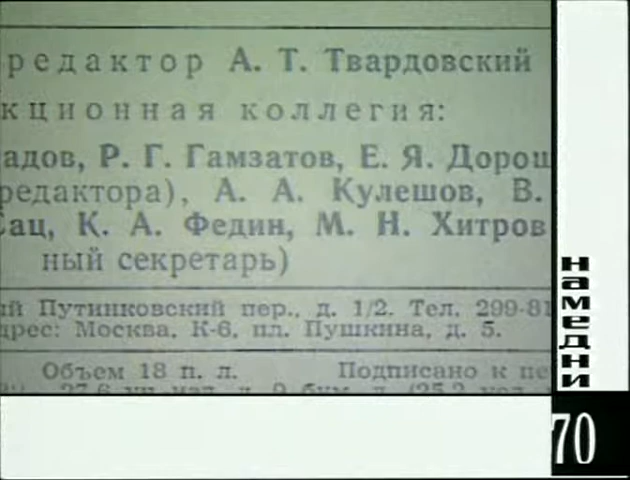 редактор А. Т. Твардовский
кционная коллегия:
адов, Р. Г. Гамзатов, Е. Я. Дорош
редактора), А. А. Кулешов, В.
Сац, К. А. Федин, М. Н. Хитров
ный секретарь)
ый Путинковский пер., д. 1/2. Тел. 299-81
дрес: Москва, К-6, пл. Пушкина, д. 5.
Объем 18 п. л. Подписано к пе
намедни
70